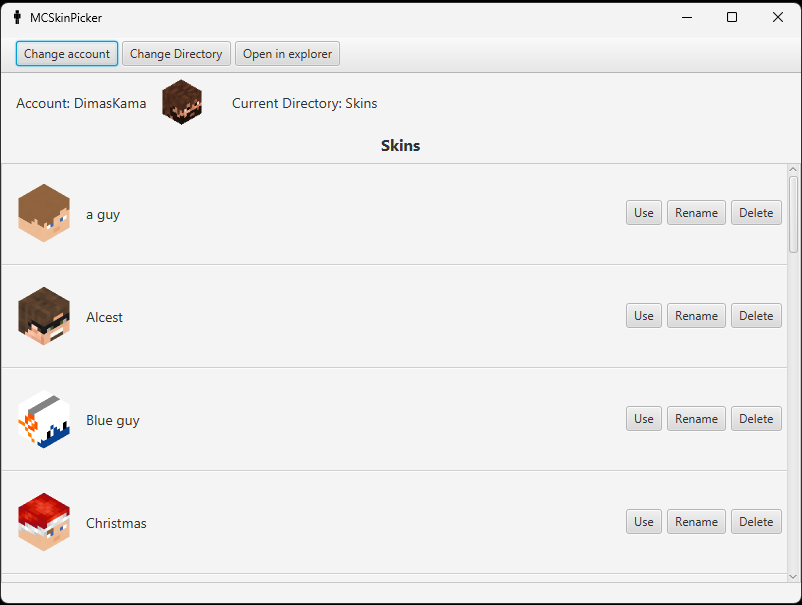 MCSkinPicker
Change account Change Directory Open in explorer
Account: DimasKama Current Directory: Skins
Skins
a guy Use Rename Delete
Alcest Use Rename Delete
Blue guy Use Rename Delete
Christmas Use Rename Delete